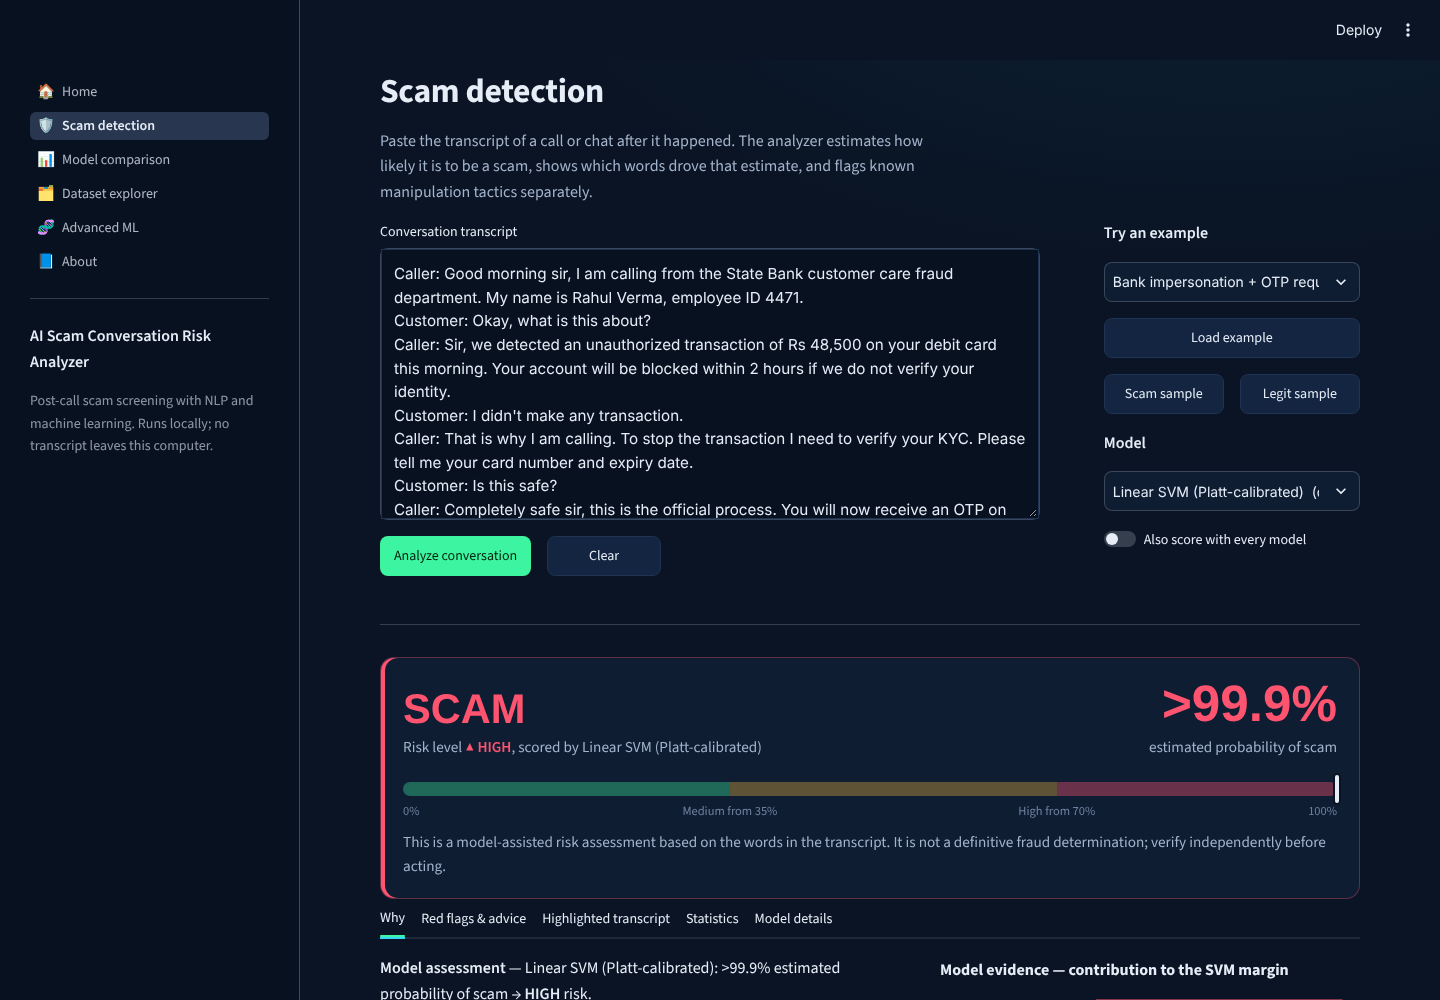 Deploy
Home
Scam detection
Model comparison
Dataset explorer
Advanced ML
About
AI Scam Conversation Risk
Analyzer
Post-call scam screening with NLP and
machine learning. Runs locally; no
transcript leaves this computer.
Scam detection
Paste the transcript of a call or chat after it happened. The analyzer estimates how
likely it is to be a scam, shows which words drove that estimate, and flags known
manipulation tactics separately.
Conversation transcript
Caller: Good morning sir, I am calling from the State Bank customer care fraud
department. My name is Rahul Verma, employee ID 4471.
Customer: Okay, what is this about?
Caller: Sir, we detected an unauthorized transaction of Rs 48,500 on your debit card
this morning. Your account will be blocked within 2 hours if we do not verify your
identity.
Customer: I didn't make any transaction.
Caller: That is why I am calling. To stop the transaction I need to verify your KYC. Please
tell me your card number and expiry date.
Customer: Is this safe?
Caller: Completely safe sir, this is the official process. You will now receive an OTP on
Analyze conversation
Clear
Try an example
Bank impersonation + OTP requ
Load example
Scam sample
Legit sample
Model
Linear SVM (Platt-calibrated)
Also score with every model
SCAM
>99.9%
Risk level ▲ HIGH, scored by Linear SVM (Platt-calibrated)
estimated probability of scam
0%
Medium from 35%
High from 70%
100%
This is a model-assisted risk assessment based on the words in the transcript. It is not a definitive fraud determination; verify independently before
acting.
Why
Red flags & advice
Highlighted transcript
Statistics
Model details
Model assessment — Linear SVM (Platt-calibrated): >99.9% estimated
probability of scam → HIGH risk.
Model evidence — contribution to the SVM margin